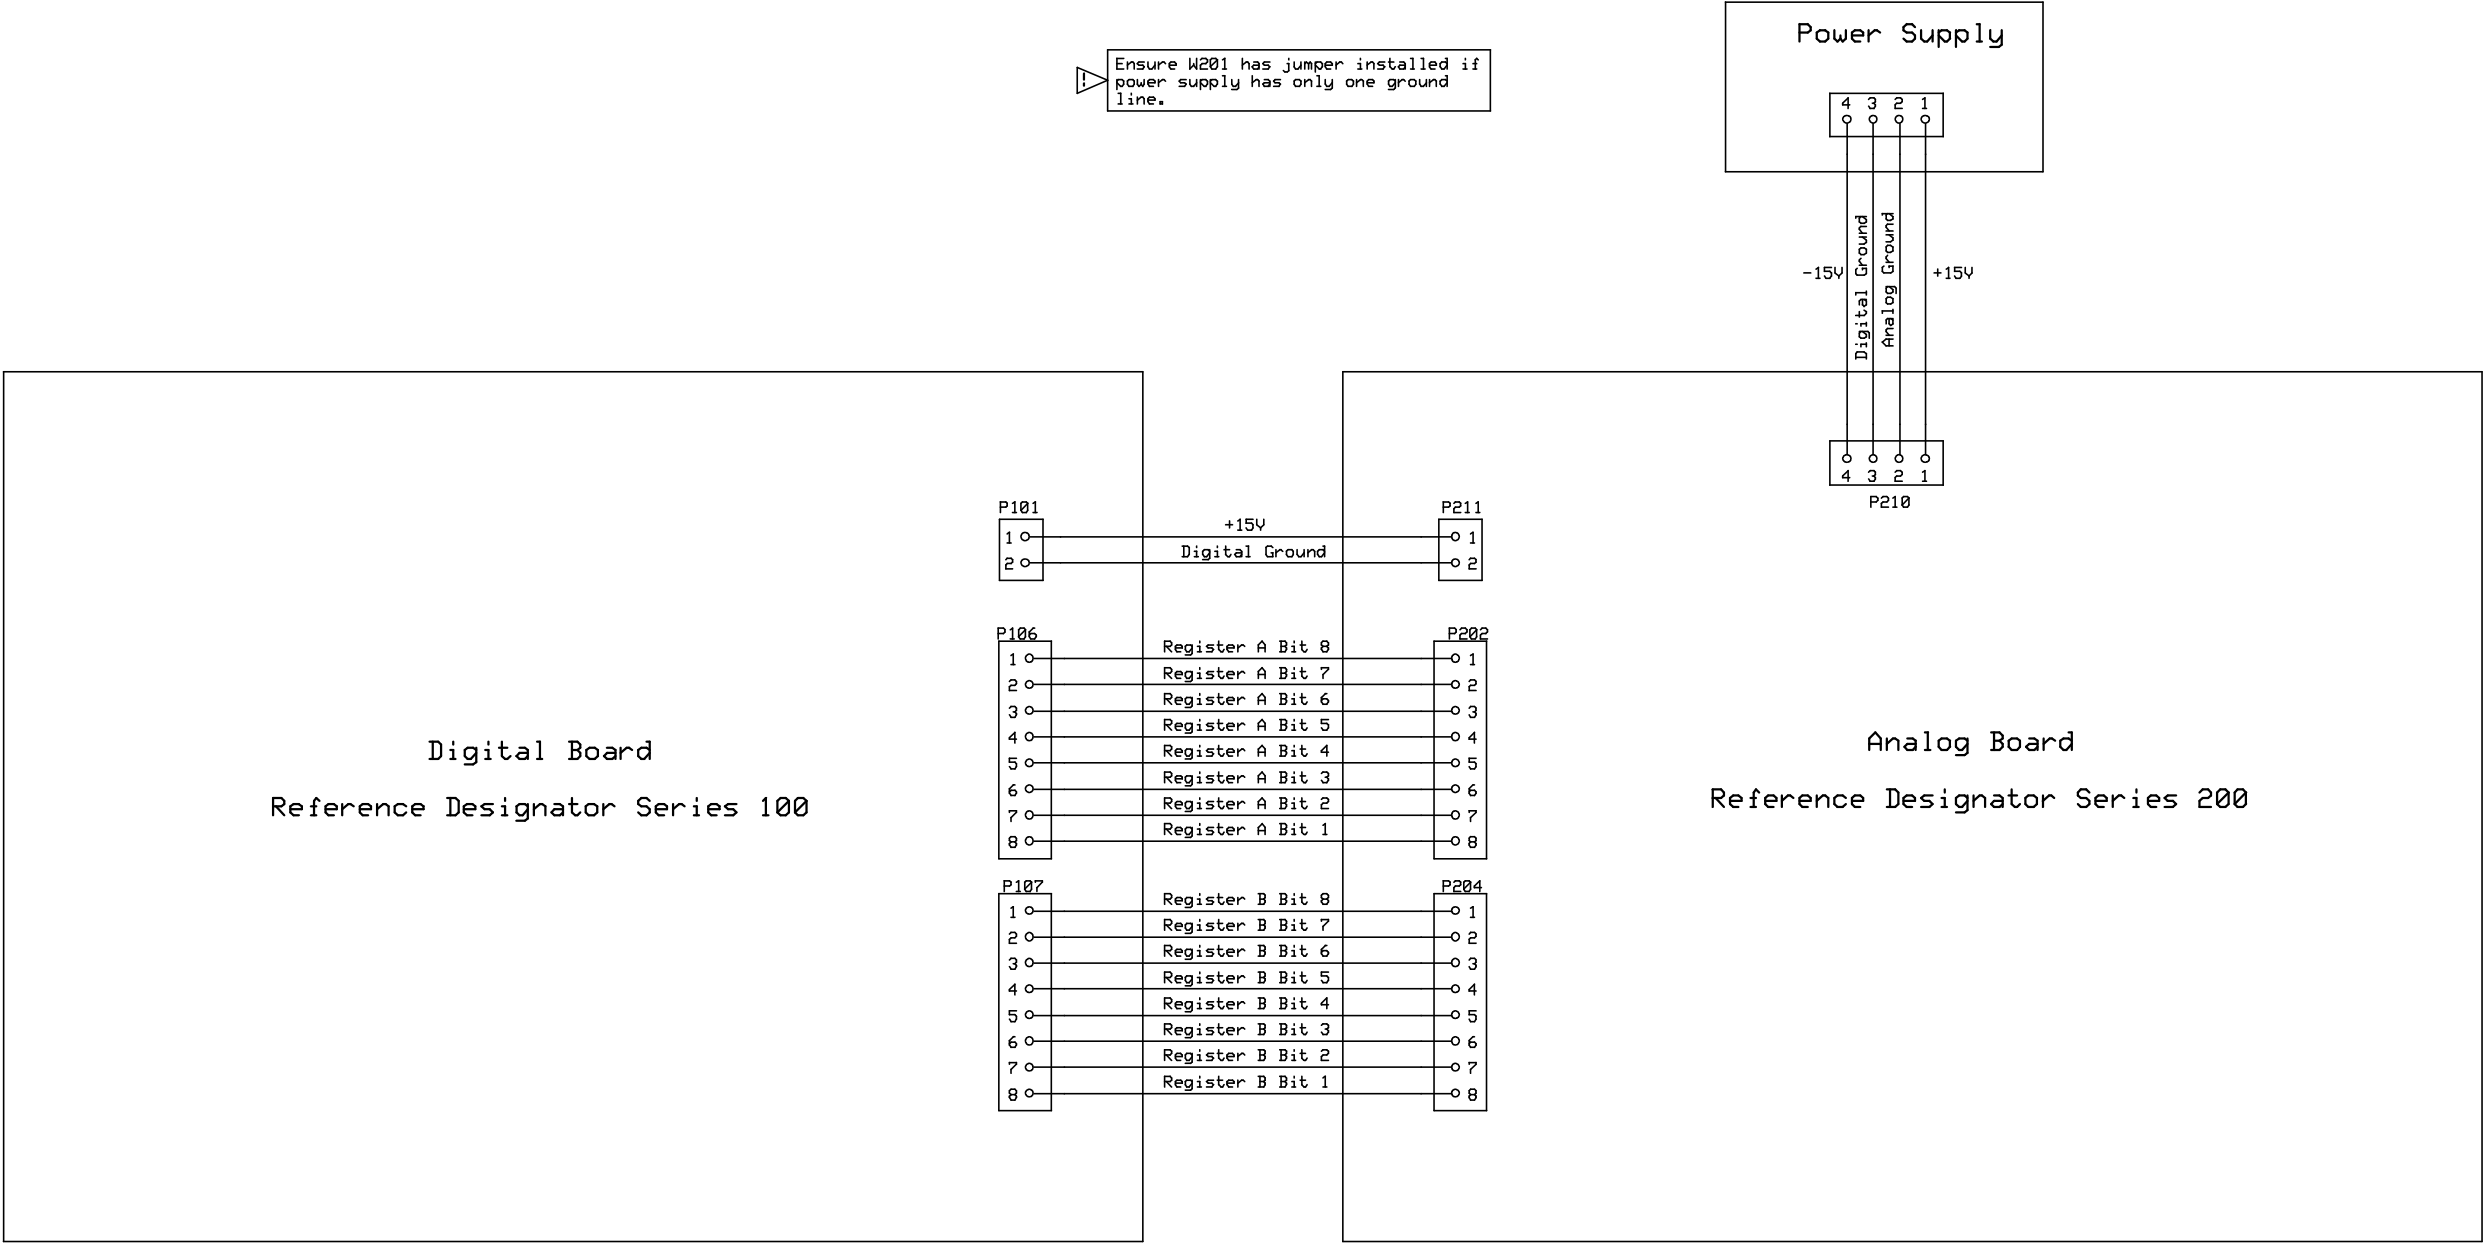 Power Supply
Ensure W201 has jumper installed if
power supply has only one ground
line.
!
4 3 2 1
-15V
Digital Ground
Analog Ground
+15V
4 3 2 1
P210
P101
P211
+15V
1 1
Digital Ground
2 2
P106
P202
Register A Bit 8
1 1
Register A Bit 7
2 2
Register A Bit 6
3 3
Register A Bit 5
4 4
Register A Bit 4
5 5
Register A Bit 3
6 6
Register A Bit 2
7 7
Register A Bit 1
8 8
Digital Board
Reference Designator Series 100
Analog Board
Reference Designator Series 200
P107
P204
Register B Bit 8
1 1
Register B Bit 7
2 2
Register B Bit 6
3 3
Register B Bit 5
4 4
Register B Bit 4
5 5
Register B Bit 3
6 6
Register B Bit 2
7 7
Register B Bit 1
8 8